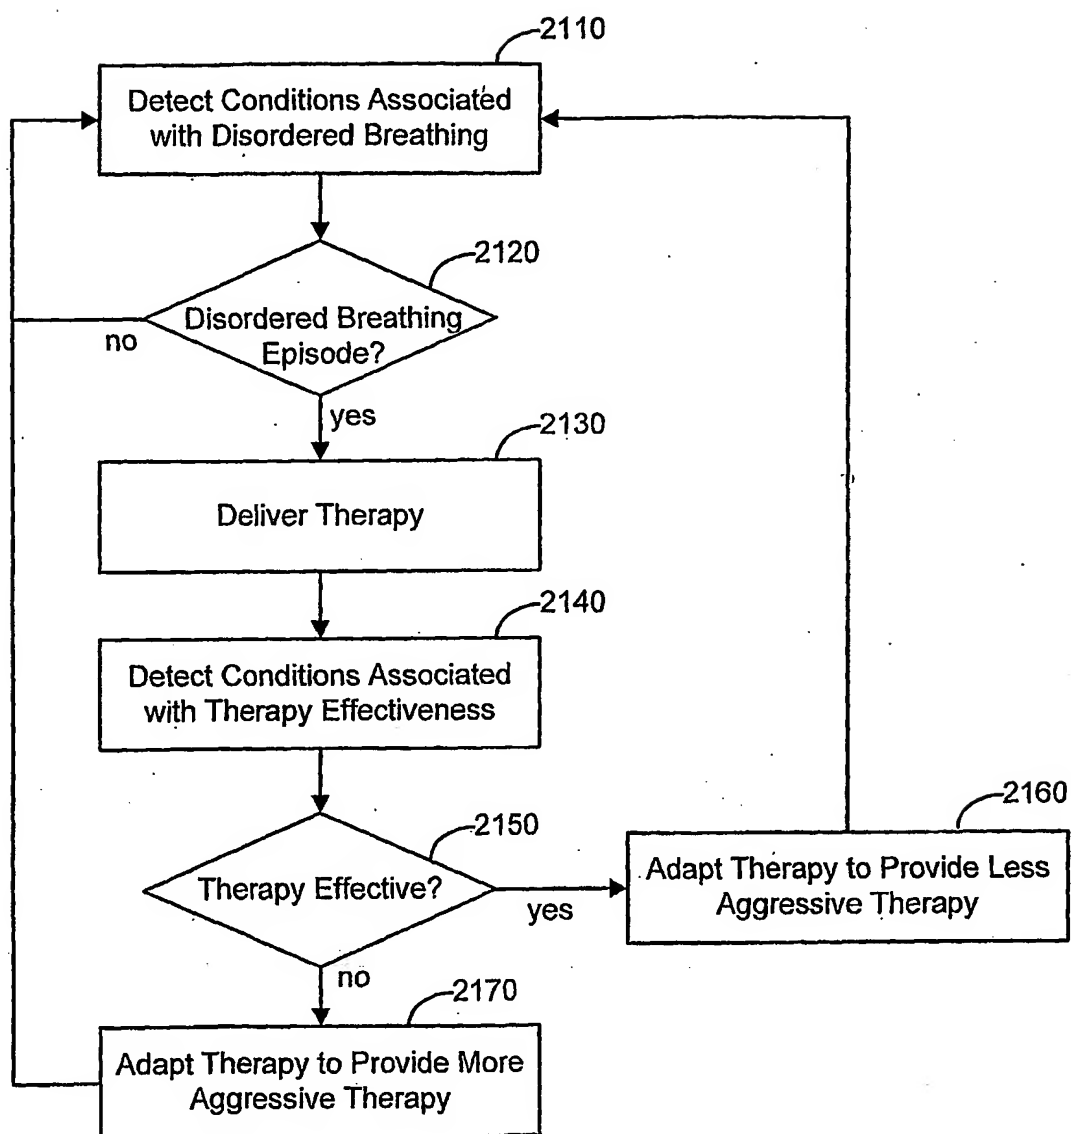 2110
Detect Conditions Associated
with Disordered Breathing
2120
Disordered Breathing
Episode?
no
yes
2130
Deliver Therapy
2140
Detect Conditions Associated
with Therapy Effectiveness
2150
Therapy Effective?
yes
2160
Adapt Therapy to Provide Less
Aggressive Therapy
no
2170
Adapt Therapy to Provide More
Aggressive Therapy